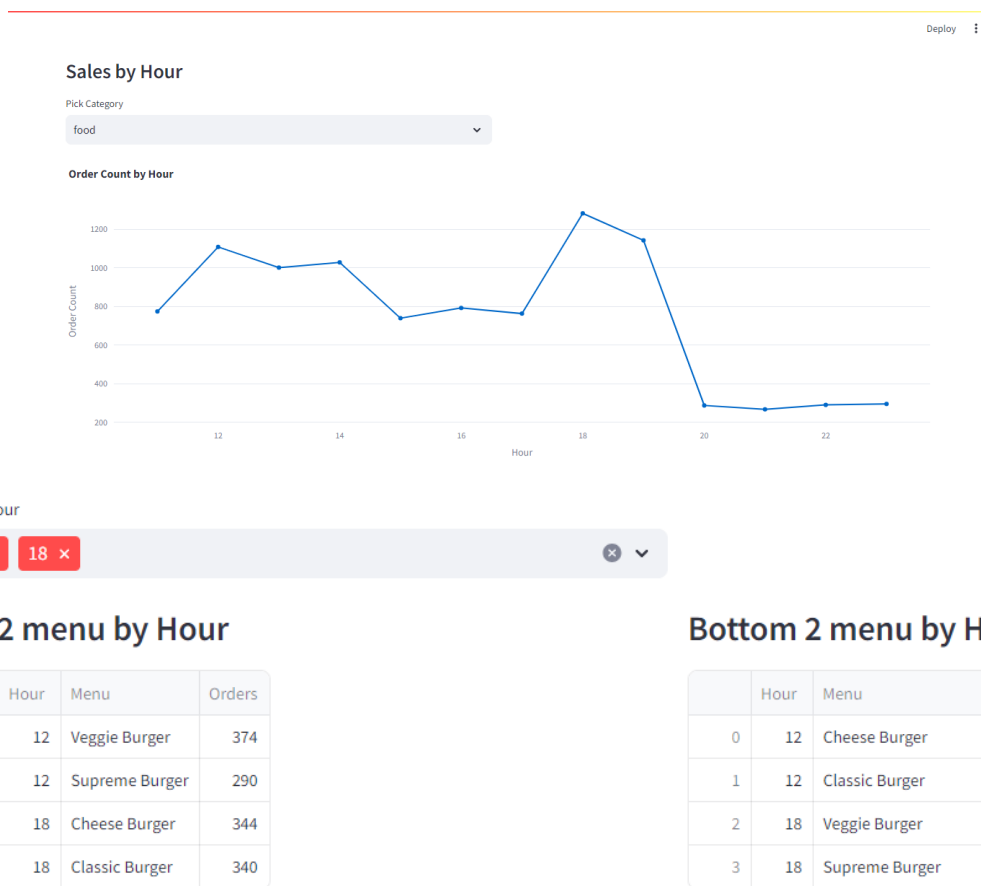 Deploy
Sales by Hour
Pick Category
food
Order Count by Hour
1200
1000
800
600
400
200
Order Count
12 14 16 18 20 22
Hour
our
18 ×
2 menu by Hour
Hour Menu Orders
12 Veggie Burger 374
12 Supreme Burger 290
18 Cheese Burger 344
18 Classic Burger 340
Bottom 2 menu by H
Hour Menu
0 12 Cheese Burger
1 12 Classic Burger
2 18 Veggie Burger
3 18 Supreme Burger